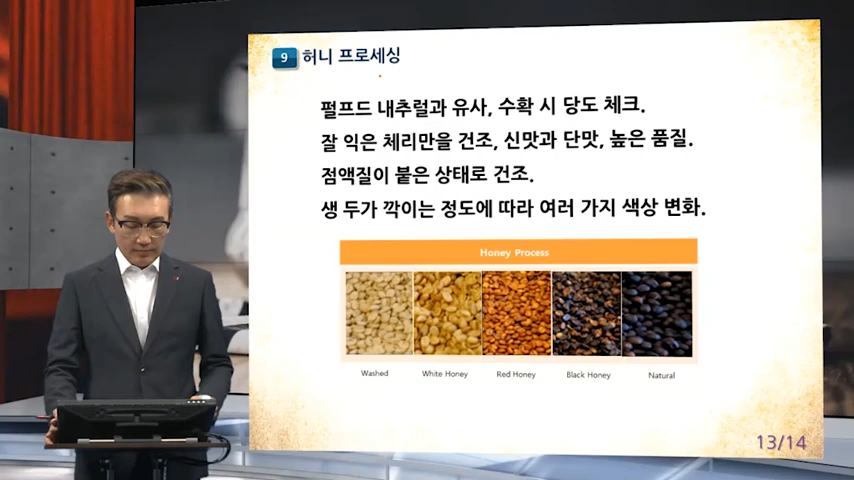 9 허니 프로세싱
펄프드 내추럴과 유사, 수확 시 당도 체크.
잘 익은 체리만을 건조, 신맛과 단맛, 높은 품질.
점액질이 붙은 상태로 건조.
생 두가 깍이는 정도에 따라 여러 가지 색상 변화.
Honey Process
Washed White Honey Red Honey Black Honey Natural
13/14